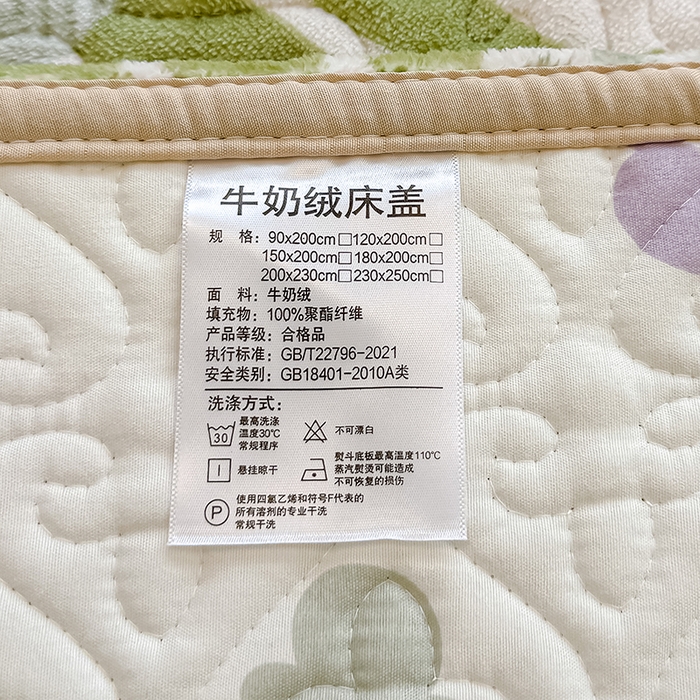 牛奶绒床盖
规 格: 90x200cm□120x200cm□
150x200cm□180x200cm□
200x230cm□230x250cm□
面 料: 牛奶绒
填充物: 100%聚酯纤维
产品等级: 合格品
执行标准: GB/T22796-2021
安全类别: GB18401-2010A类
洗涤方式:
30 最高洗涤
温度30℃
常规程序
不可漂白
悬挂晾干
熨斗底板最高温度110℃
蒸汽熨烫可能造成
不可恢复的损伤
P 使用四氯乙烯和符号F代表的
所有溶剂的专业干洗
常规干洗